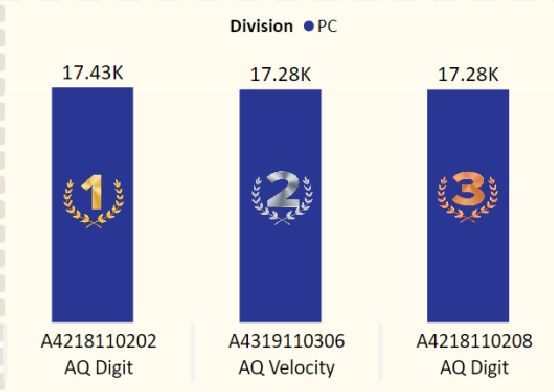 Division PC
17.43K 17.28K 17.28K
1 2 3
A4218110202 A4319110306 A4218110208
AQ Digit AQ Velocity AQ Digit